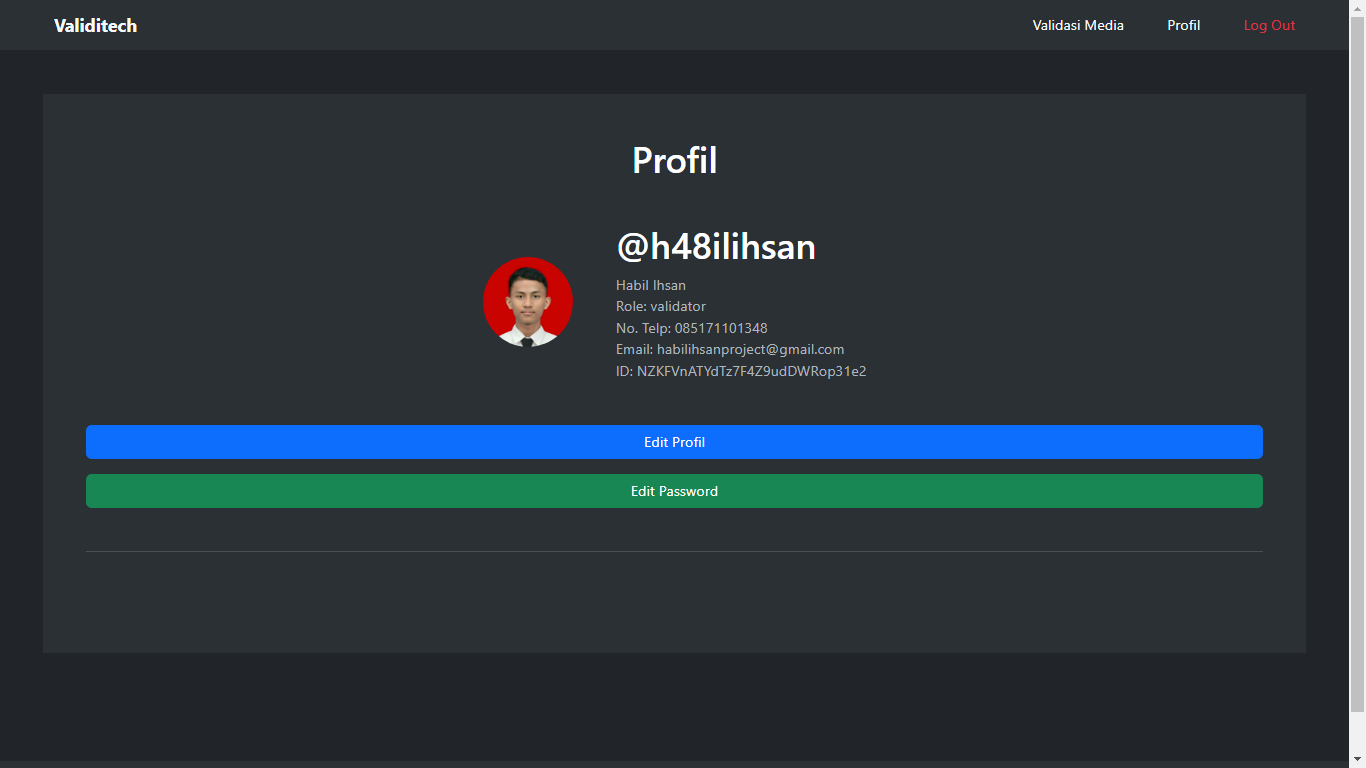 Validitech
Validasi Media
Profil
Log Out
Profil
@h48ilihsan
Habil Ihsan
Role: validator
No. Telp: 085171101348
Email: habilihsanproject@gmail.com
ID: NZKFVnATYdTz7F4Z9udDWRop31e2
Edit Profil
Edit Password